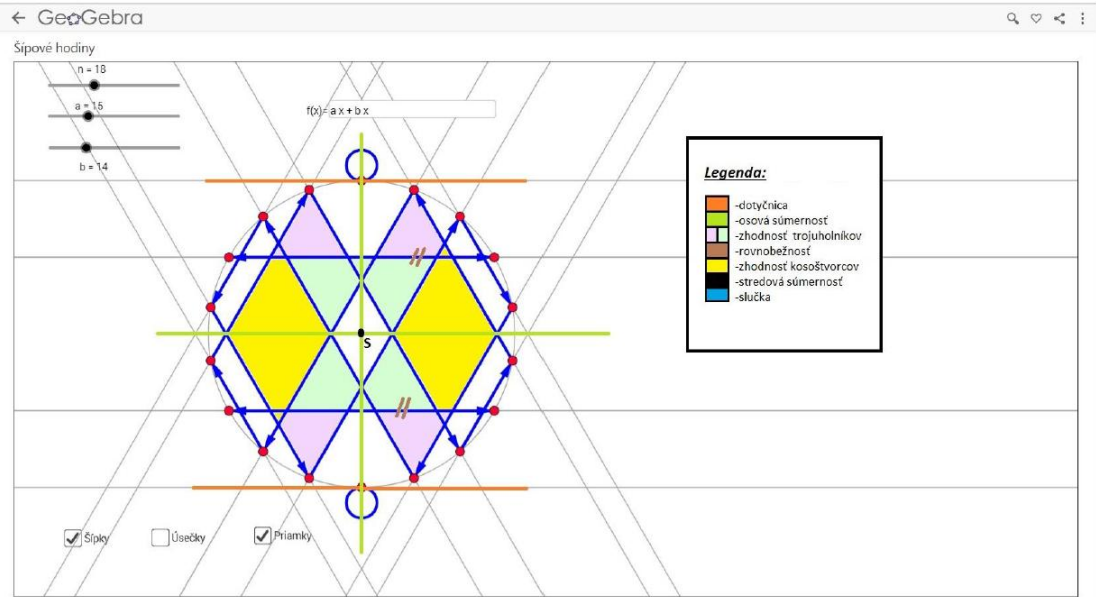 GeoGebra
Šípové hodiny
n = 18
a = 15
b = 14
f(x)= a x + b x
S
Legenda:
-dotyčnica
-osová súmernosť
-zhodnosť trojuholníkov
-rovnobežnosť
-zhodnosť kosoštvorcov
-stredová súmernosť
-slučka
Šípky
Úsečky
Priamky